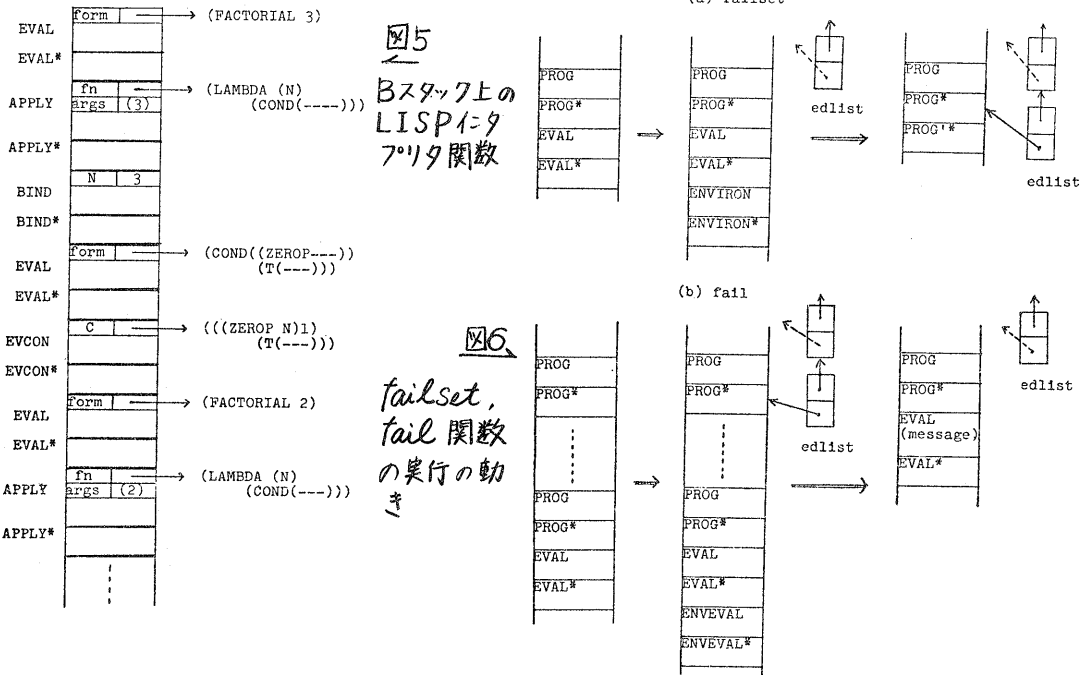 form → (FACTORIAL 3)
EVAL
EVAL*
fn → (LAMBDA (N)
APPLY args (3) (COND(----)))
APPLY*
N 3
BIND
BIND*
form → (COND((ZEROP---))
EVAL (T(---)))
EVAL*
C → (((ZEROP N)1)
EVCON (T(---)))
EVCON*
form → (FACTORIAL 2)
EVAL
EVAL*
fn → (LAMBDA (N)
APPLY args (2) (COND(---)))
APPLY*
図5
Bスタック上の
LISPインタ
プリタ関数
(a) failset
PROG
PROG*
EVAL
EVAL*
PROG
PROG*
EVAL
EVAL*
ENVIRON
ENVIRON*
edlist
PROG
PROG*
PROG'*
edlist
図6
failset,
fail 関数
の実行の動
き
(b) fail
PROG
PROG*
PROG
PROG*
EVAL
EVAL*
PROG
PROG*
edlist
PROG
PROG*
EVAL
EVAL*
ENVEVAL
ENVEVAL*
PROG
PROG*
EVAL
(message)
EVAL*
edlist